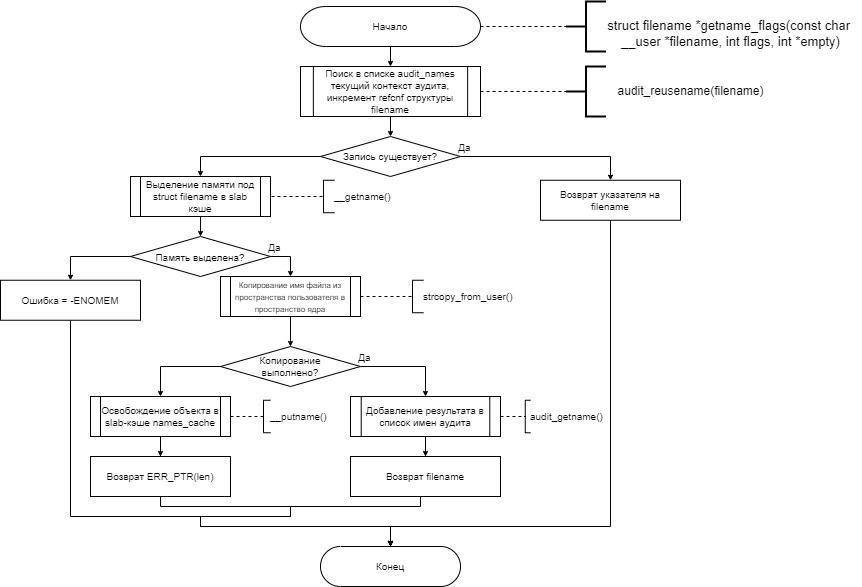 Начало
struct filename *getname_flags(const char
__user *filename, int flags, int *empty)
Поиск в списке audit_names
текущий контекст аудита,
инкремент refcnf структуры
filename
audit_reusename(filename)
Запись существует?
Да
Выделение памяти под
struct filename в slab
кэше
__getname()
Возврат указателя на
filename
Память выделена?
Да
Ошибка = -ENOMEM
Копирование имя файла из
пространства пользователя в
пространство ядра
strcopy_from_user()
Копирование
выполнено?
Да
Освобождение объекта в
slab-кэше names_cache
__putname()
Добавление результата в
список имен аудита
audit_getname()
Возврат ERR_PTR(len)
Возврат filename
Конец